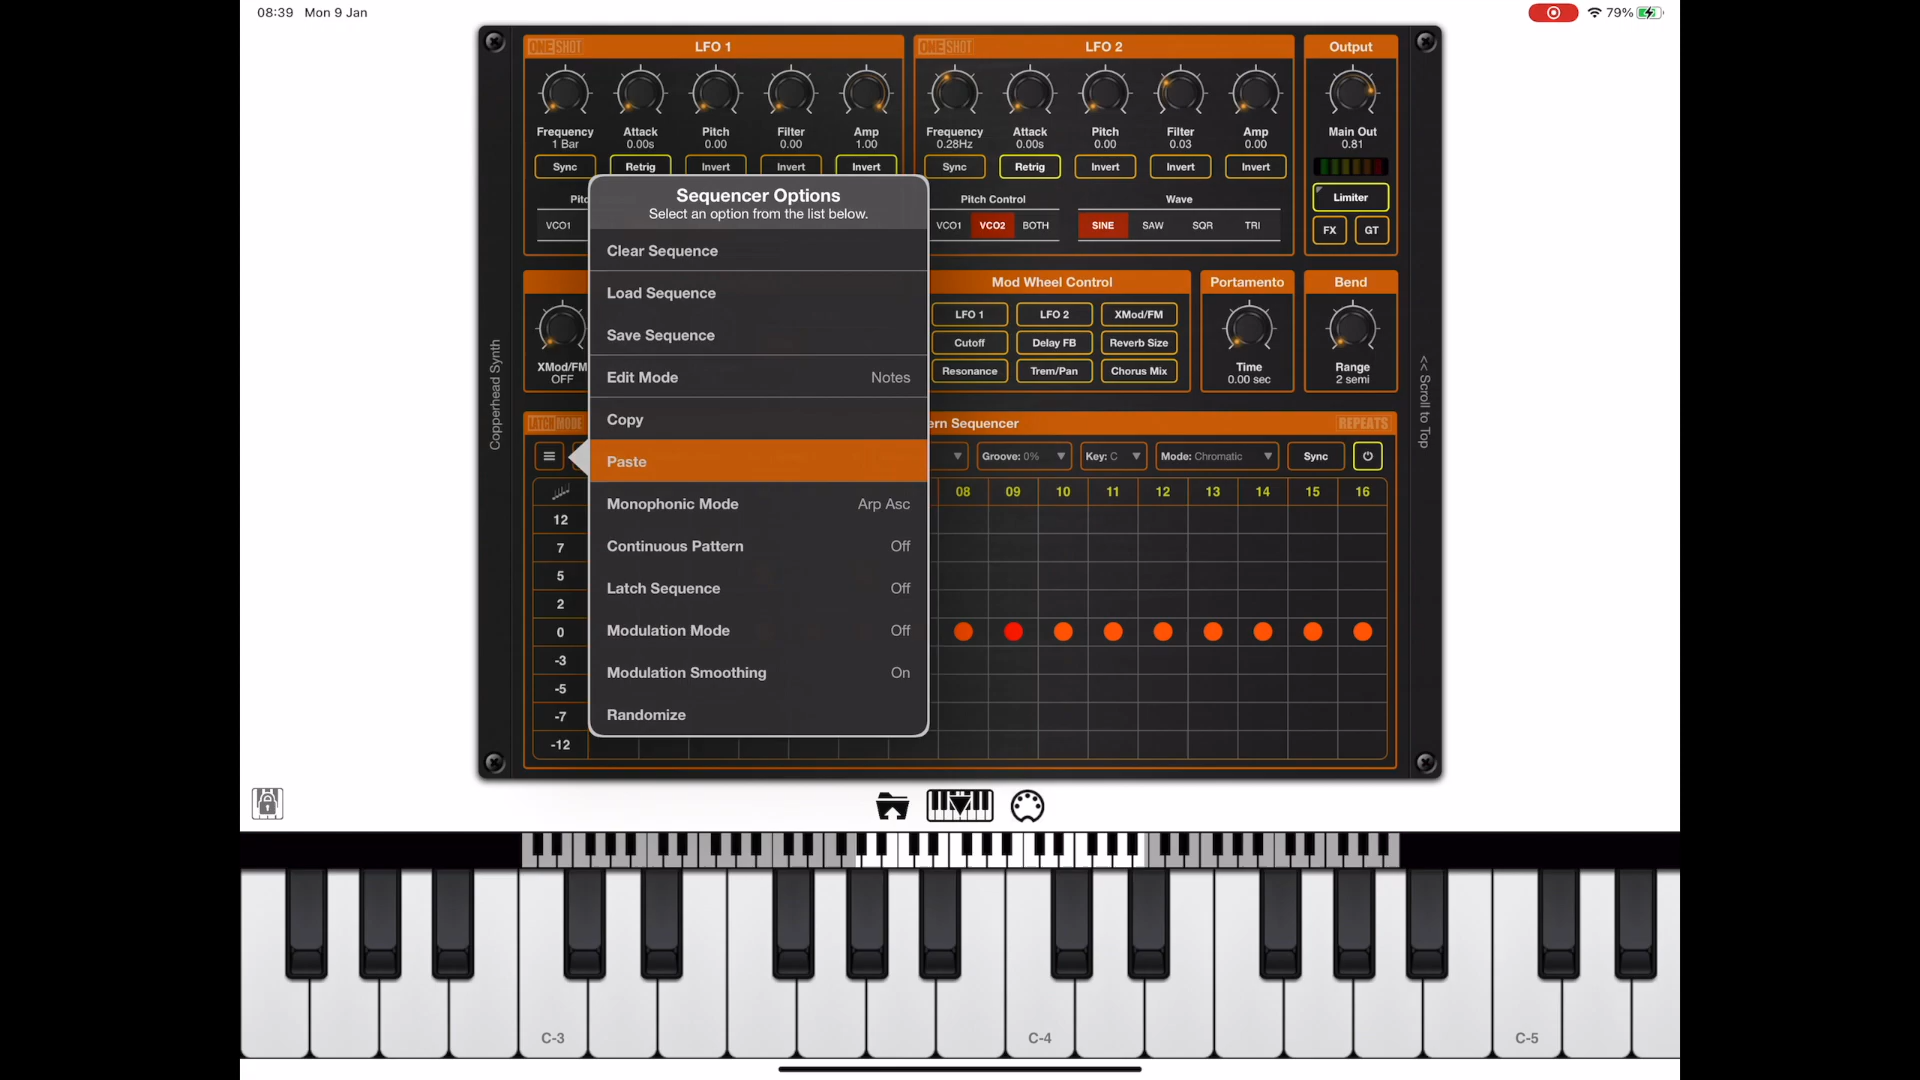 08:39 Mon 9 Jan
79%
ONE SHOT LFO 1
Frequency Attack Pitch Filter Amp
1 Bar 0.00s 0.00 0.00 1.00
Sync Retrig Invert Invert Invert
VCO1
ONE SHOT LFO 2
Frequency Attack Pitch Filter Amp
0.28Hz 0.00s 0.00 0.03 0.00
Sync Retrig Invert Invert Invert
Pitch Control Wave
VCO1 VCO2 BOTH SINE SAW SQR TRI
Output
Main Out
0.81
Limiter
FX GT
Sequencer Options
Select an option from the list below.
Clear Sequence
Load Sequence
Save Sequence
Edit Mode Notes
Copy
Paste
Monophonic Mode Arp Asc
Continuous Pattern Off
Latch Sequence Off
Modulation Mode Off
Modulation Smoothing On
Randomize
XMod/FM
OFF
Mod Wheel Control
LFO 1 LFO 2 XMod/FM
Cutoff Delay FB Reverb Size
Resonance Trem/Pan Chorus Mix
Portamento
Time
0.00 sec
Bend
Range
2 semi
Copperhead Synth
<< Scroll to Top
LATCH MODE ern Sequencer REPEATS
Groove: 0% Key: C Mode: Chromatic Sync
08 09 10 11 12 13 14 15 16
12
7
5
2
0
-3
-5
-7
-12
C-3 C-4 C-5